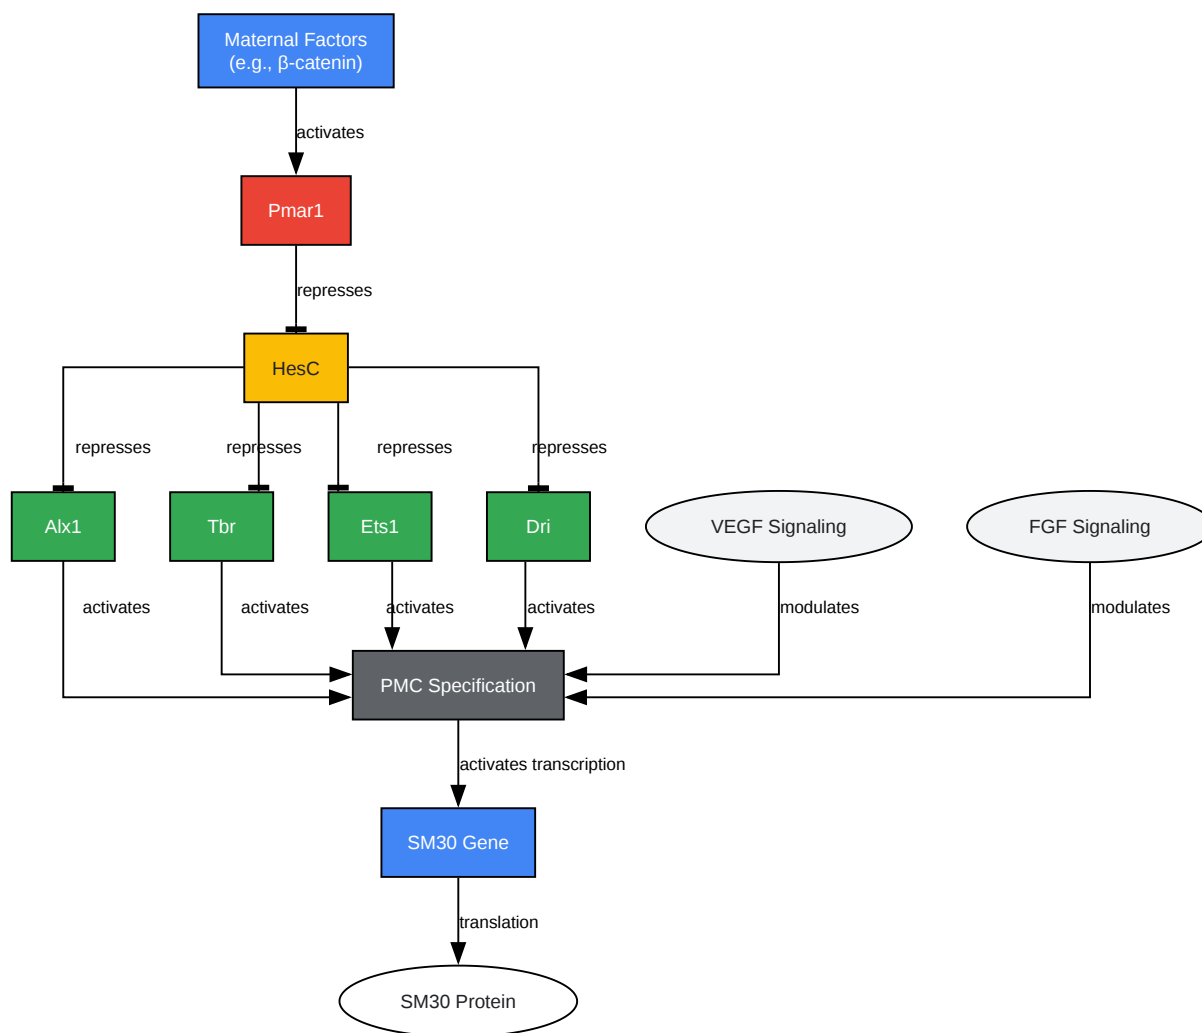 Maternal Factors
(e.g., β-catenin)
activates
Pmar1
represses
HesC
represses
represses
represses
represses
Alx1
Tbr
Ets1
Dri
VEGF Signaling
FGF Signaling
activates
activates
activates
activates
modulates
modulates
PMC Specification
activates transcription
SM30 Gene
translation
SM30 Protein